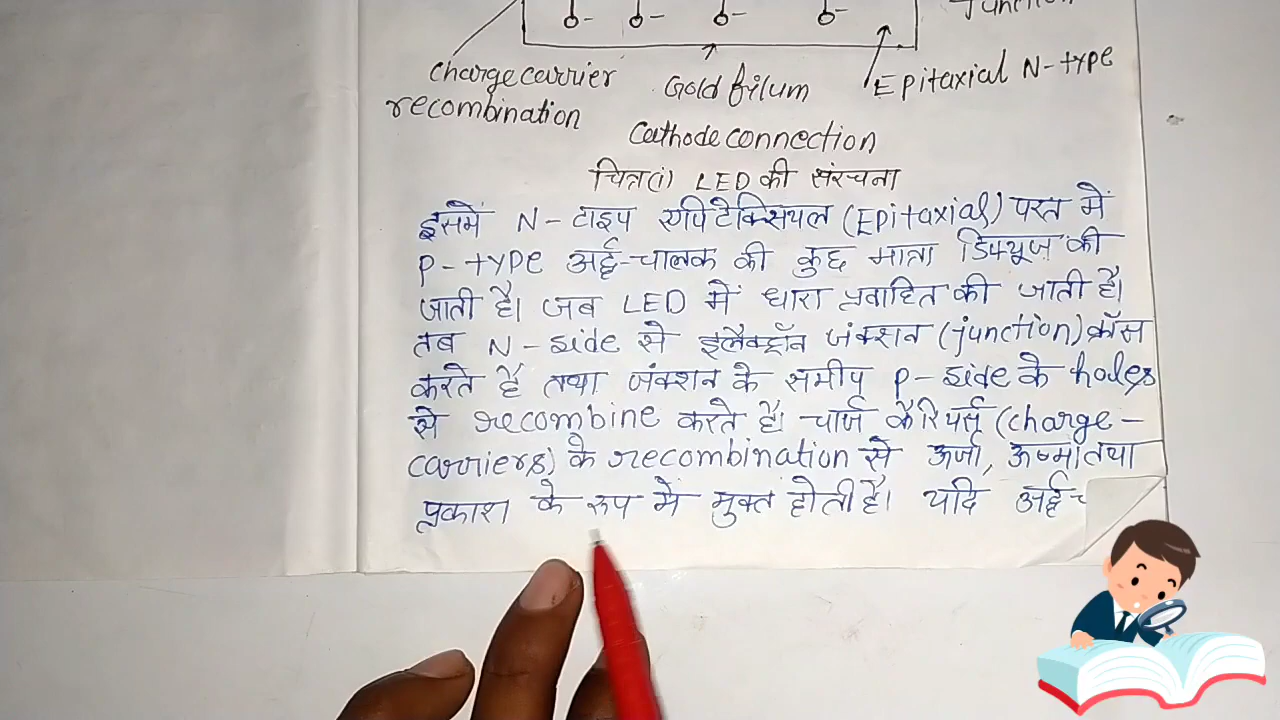 Junction
Charge carrier
recombination
Gold filum
Epitaxial N-type
Cathode connection
चित्र(i) LED की संरचना
इसमें N-टाइप एपिटेक्सियल (Epitaxial) परत में
P-type अर्द्ध-चालक की कुछ मात्रा डिफ्यूज की
जाती है। जब LED में धारा प्रवाहित की जाती है।
तब N-side से इलैक्ट्रॉन जंक्शन (junction) क्रॉस
करते है तथा जंक्शन के समीप P-side के holes
से recombine करते है। चार्ज कैरियर्स (charge-
carriers) के recombination से ऊर्जा, ऊष्मा तथा
प्रकाश के रूप में मुक्त होती है। यदि अर्द्ध-च